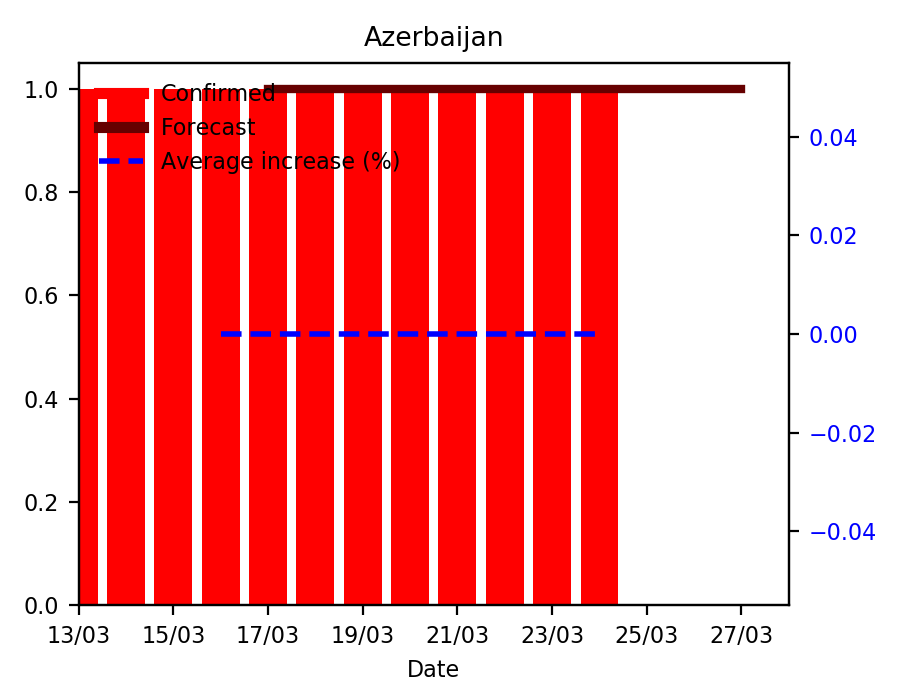 Azerbaijan
1.0
0.8
0.6
0.4
0.2
0.0
Confirmed
Forecast
Average increase (%)
0.04
0.02
0.00
−0.02
−0.04
13/03 15/03 17/03 19/03 21/03 23/03 25/03 27/03
Date